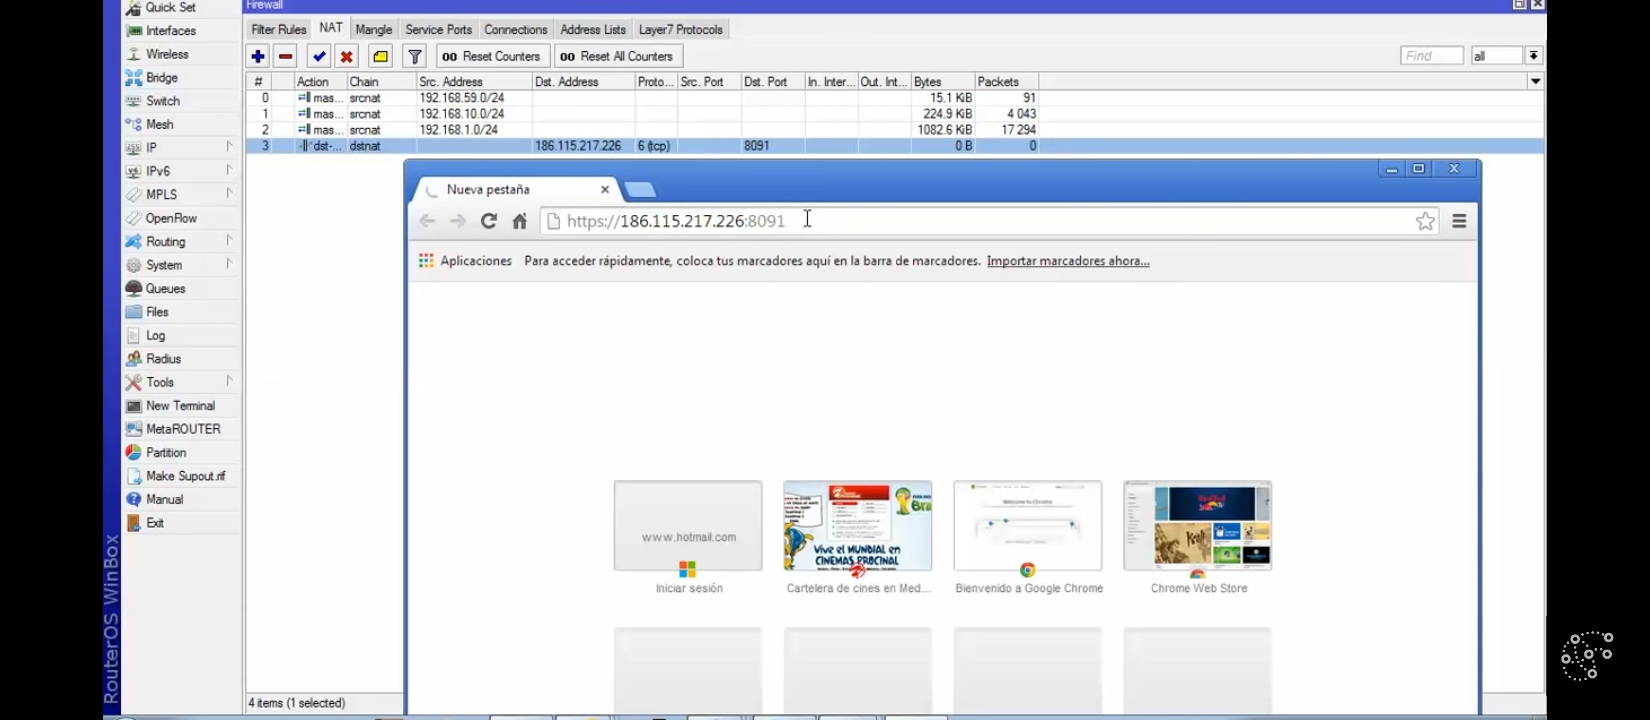 Quick Set
Interfaces
Wireless
Bridge
Switch
Mesh
IP
IPv6
MPLS
OpenFlow
Routing
System
Queues
Files
Log
Radius
Tools
New Terminal
MetaROUTER
Partition
Make Supout.rif
Manual
Exit
RouterOS WinBox
Firewall
Filter Rules NAT Mangle Service Ports Connections Address Lists Layer7 Protocols
00 Reset Counters 00 Reset All Counters Find all
# Action Chain Src. Address Dst. Address Proto... Src. Port Dst. Port In. Inter... Out. Int... Bytes Packets
0 mas... srcnat 192.168.59.0/24 15.1 KiB 91
1 mas... srcnat 192.168.10.0/24 224.9 KiB 4 043
2 mas... srcnat 192.168.1.0/24 1082.6 KiB 17 294
3 dst-... dstnat 186.115.217.226 6 (tcp) 8091 0 B 0
Nueva pestaña
https://186.115.217.226:8091
Aplicaciones Para acceder rápidamente, coloca tus marcadores aquí en la barra de marcadores. Importar marcadores ahora...
www.hotmail.com
Vive el MUNDIAL en
CINEMAS PROCINAL
Iniciar sesión Cartelera de cines en Med... Bienvenido a Google Chrome Chrome Web Store
4 items (1 selected)